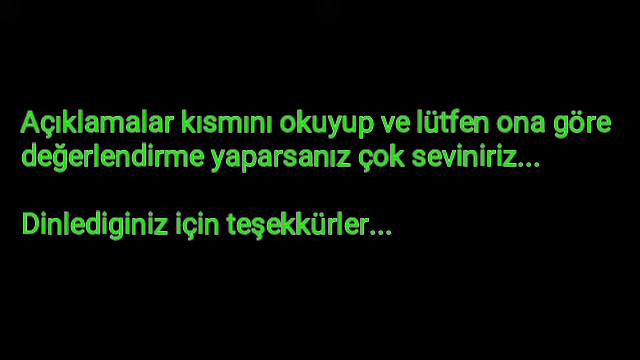 Açıklamalar kısmını okuyup ve lütfen ona göre
değerlendirme yaparsanız çok seviniriz...
Dinlediginiz için teşekkürler...